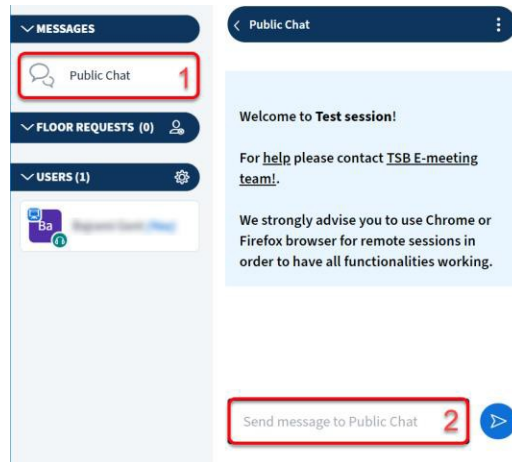 MESSAGES
Public Chat
1
FLOOR REQUESTS (0)
USERS (1)
Ba
Public Chat
Welcome to Test session!
For help please contact TSB E-meeting
team!.
We strongly advise you to use Chrome or
Firefox browser for remote sessions in
order to have all functionalities working.
Send message to Public Chat
2